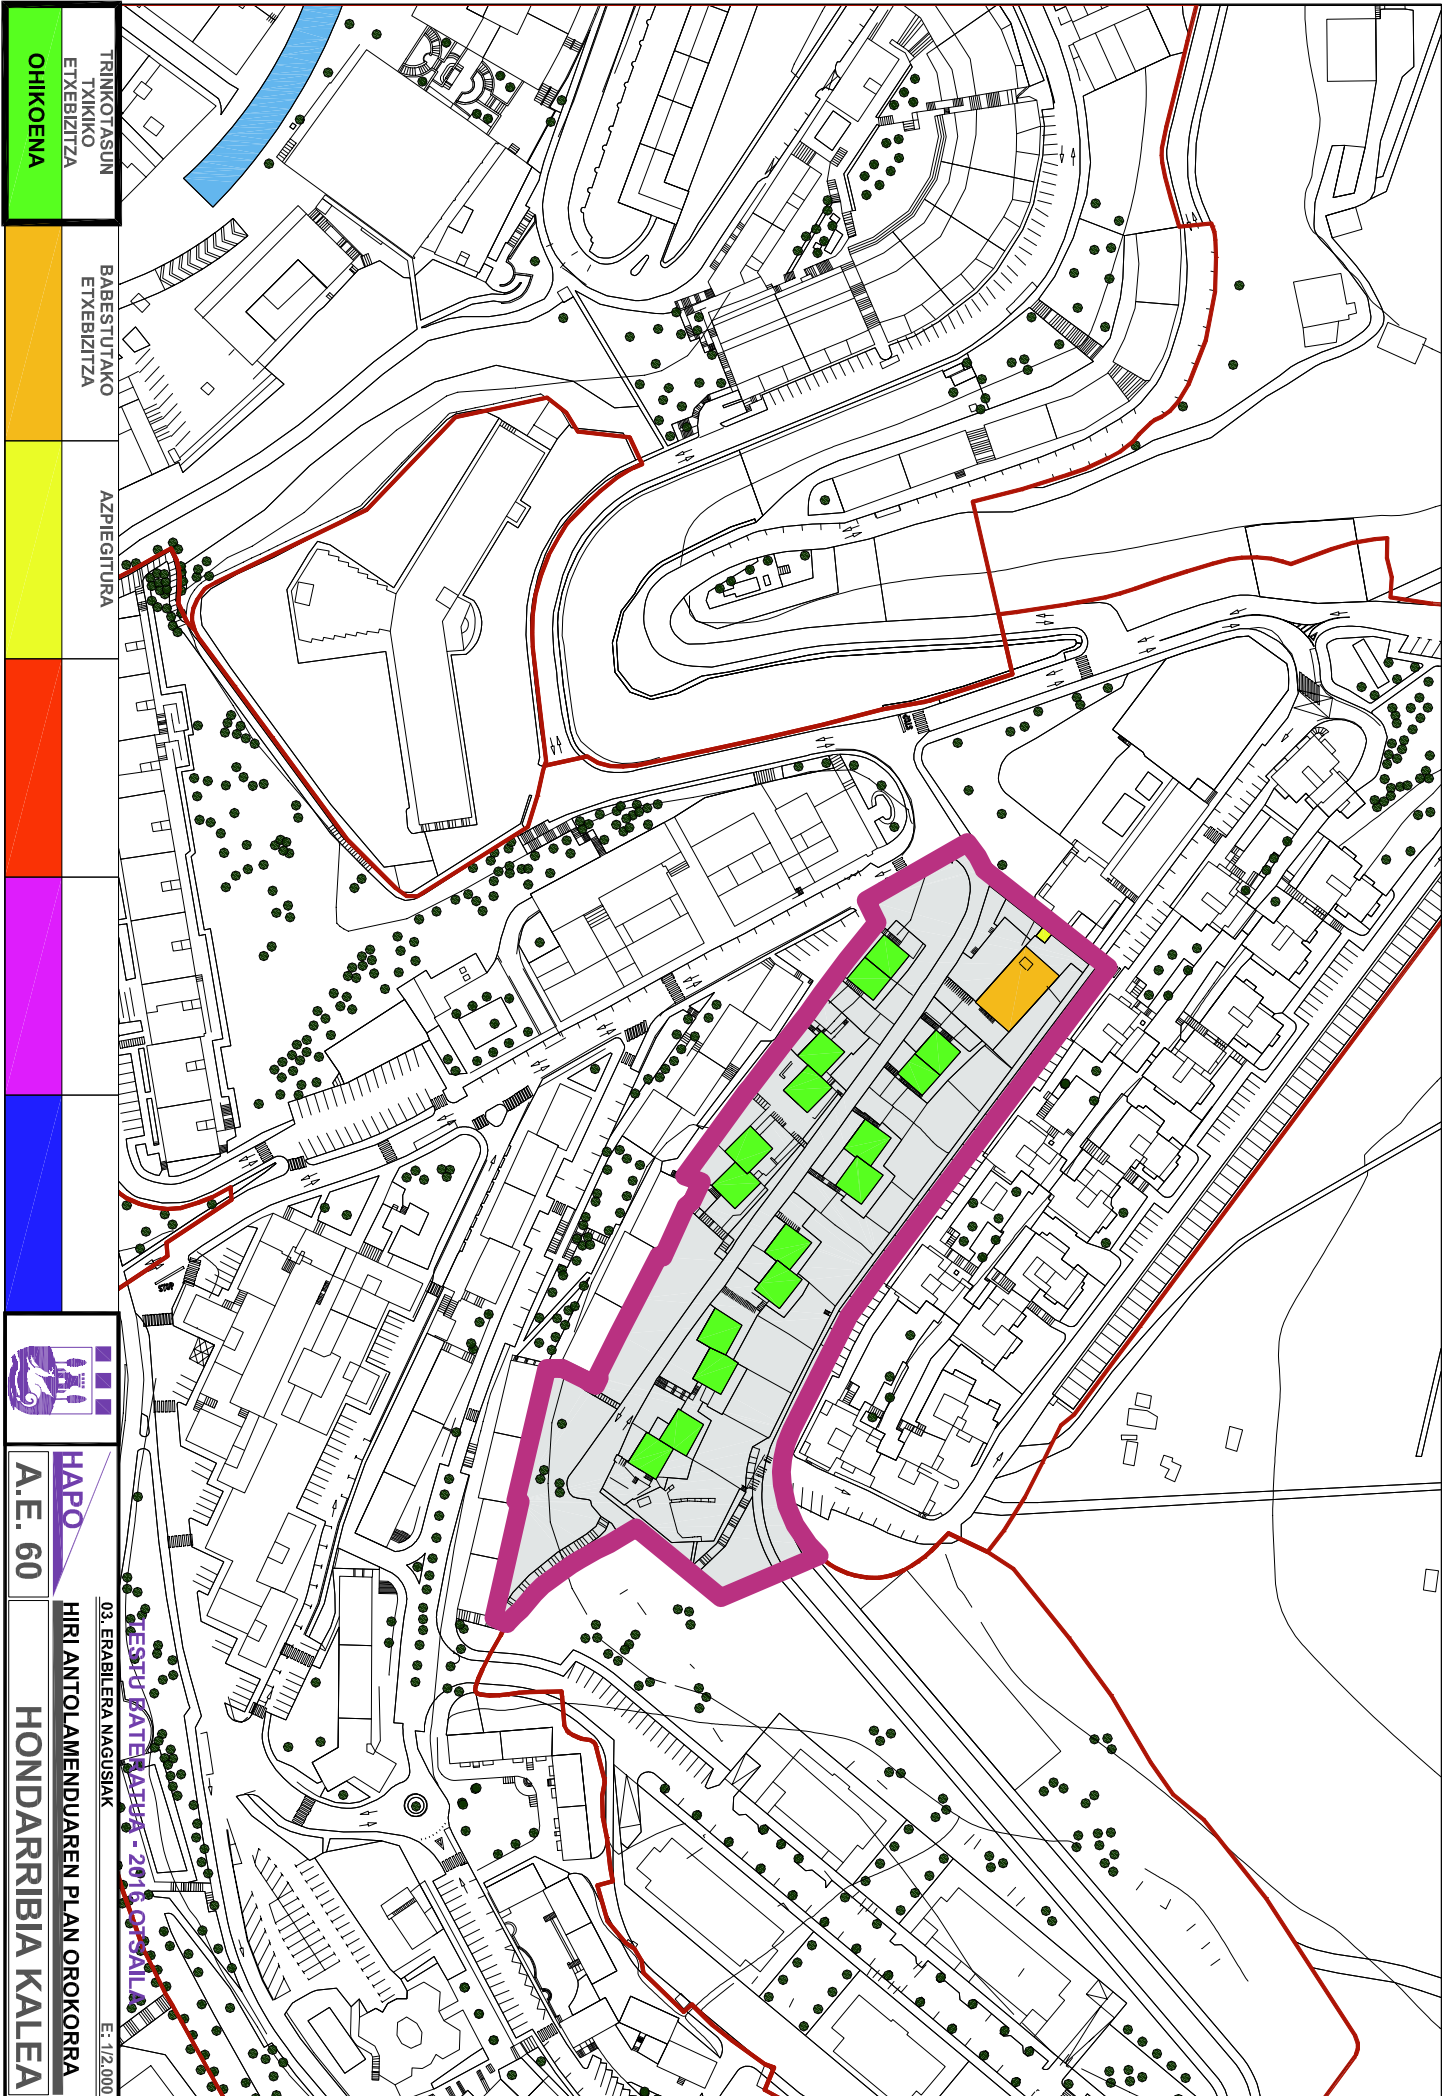 TRINKOTASUN
TXIKIKO
ETXEBIZITZA
OHIKOENA
BABESTUTAKO
ETXEBIZITZA
AZPIEGITURA
HAPO
A.E. 60
TESTU BATERATUA - 2016 OTSAILA
03. ERABILERA NAGUSIAK
E: 1/2.000
HIRI ANTOLAMENDUAREN PLAN OROKORRA
HONDARRIBIA KALEA